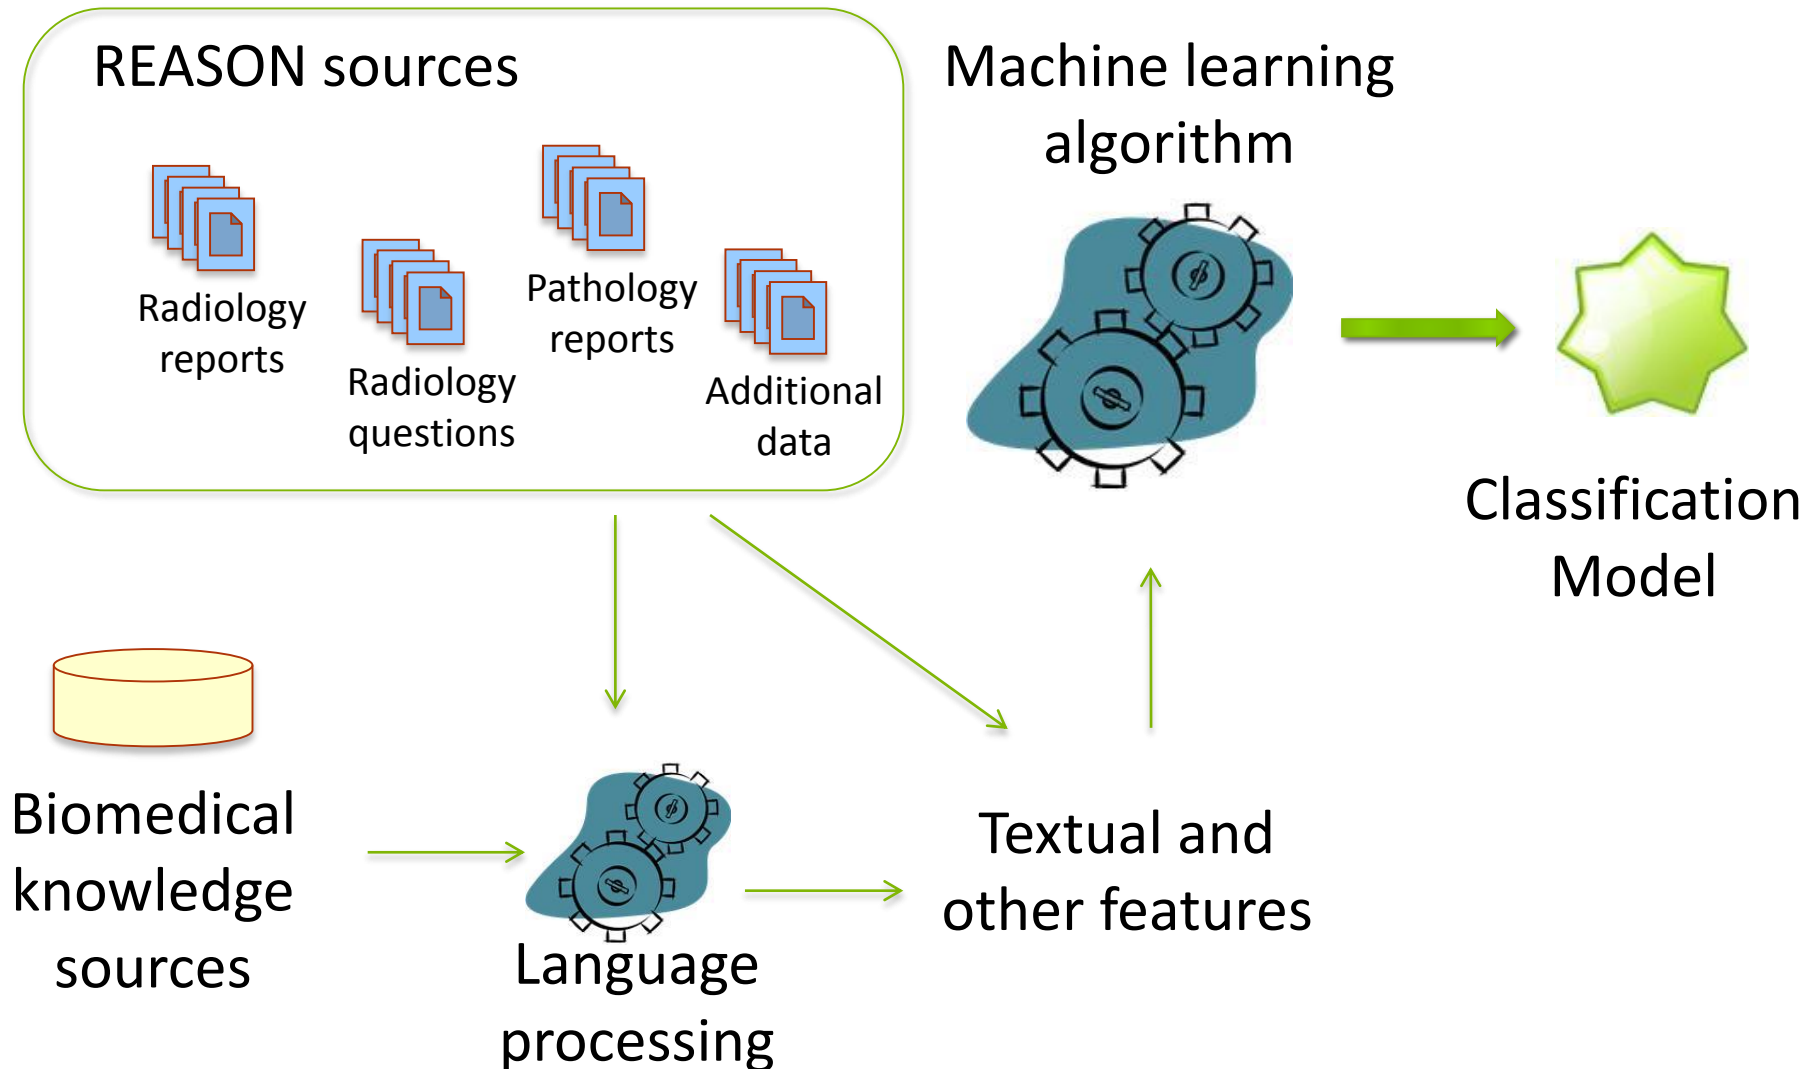 REASON sources
Radiology
reports
Radiology
questions
Pathology
reports
Additional
data
Machine learning
algorithm
Classification
Model
Biomedical
knowledge
sources
Language
processing
Textual and
other features